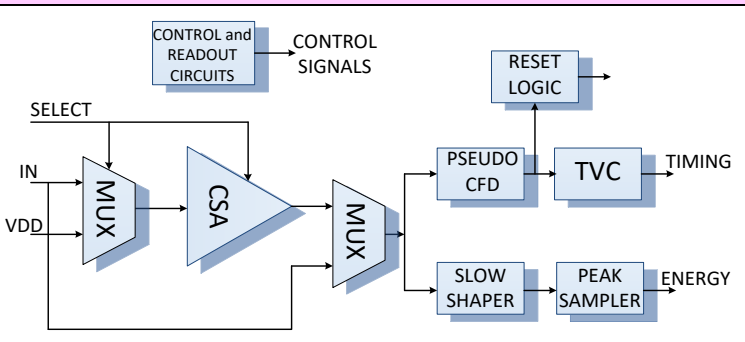 CONTROL and
READOUT
CIRCUITS
CONTROL
SIGNALS
RESET
LOGIC
SELECT
IN
VDD
MUX
CSA
MUX
PSEUDO
CFD
TVC
TIMING
SLOW
SHAPER
PEAK
SAMPLER
ENERGY